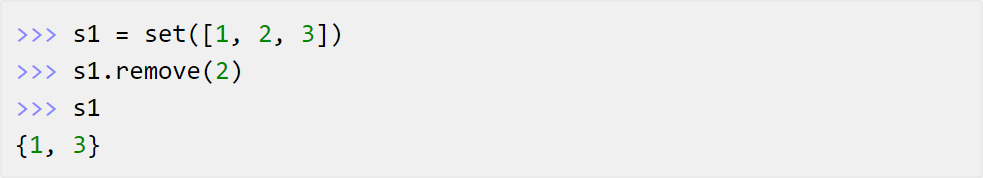 >>> s1 = set([1, 2, 3])
>>> s1.remove(2)
>>> s1
{1, 3}